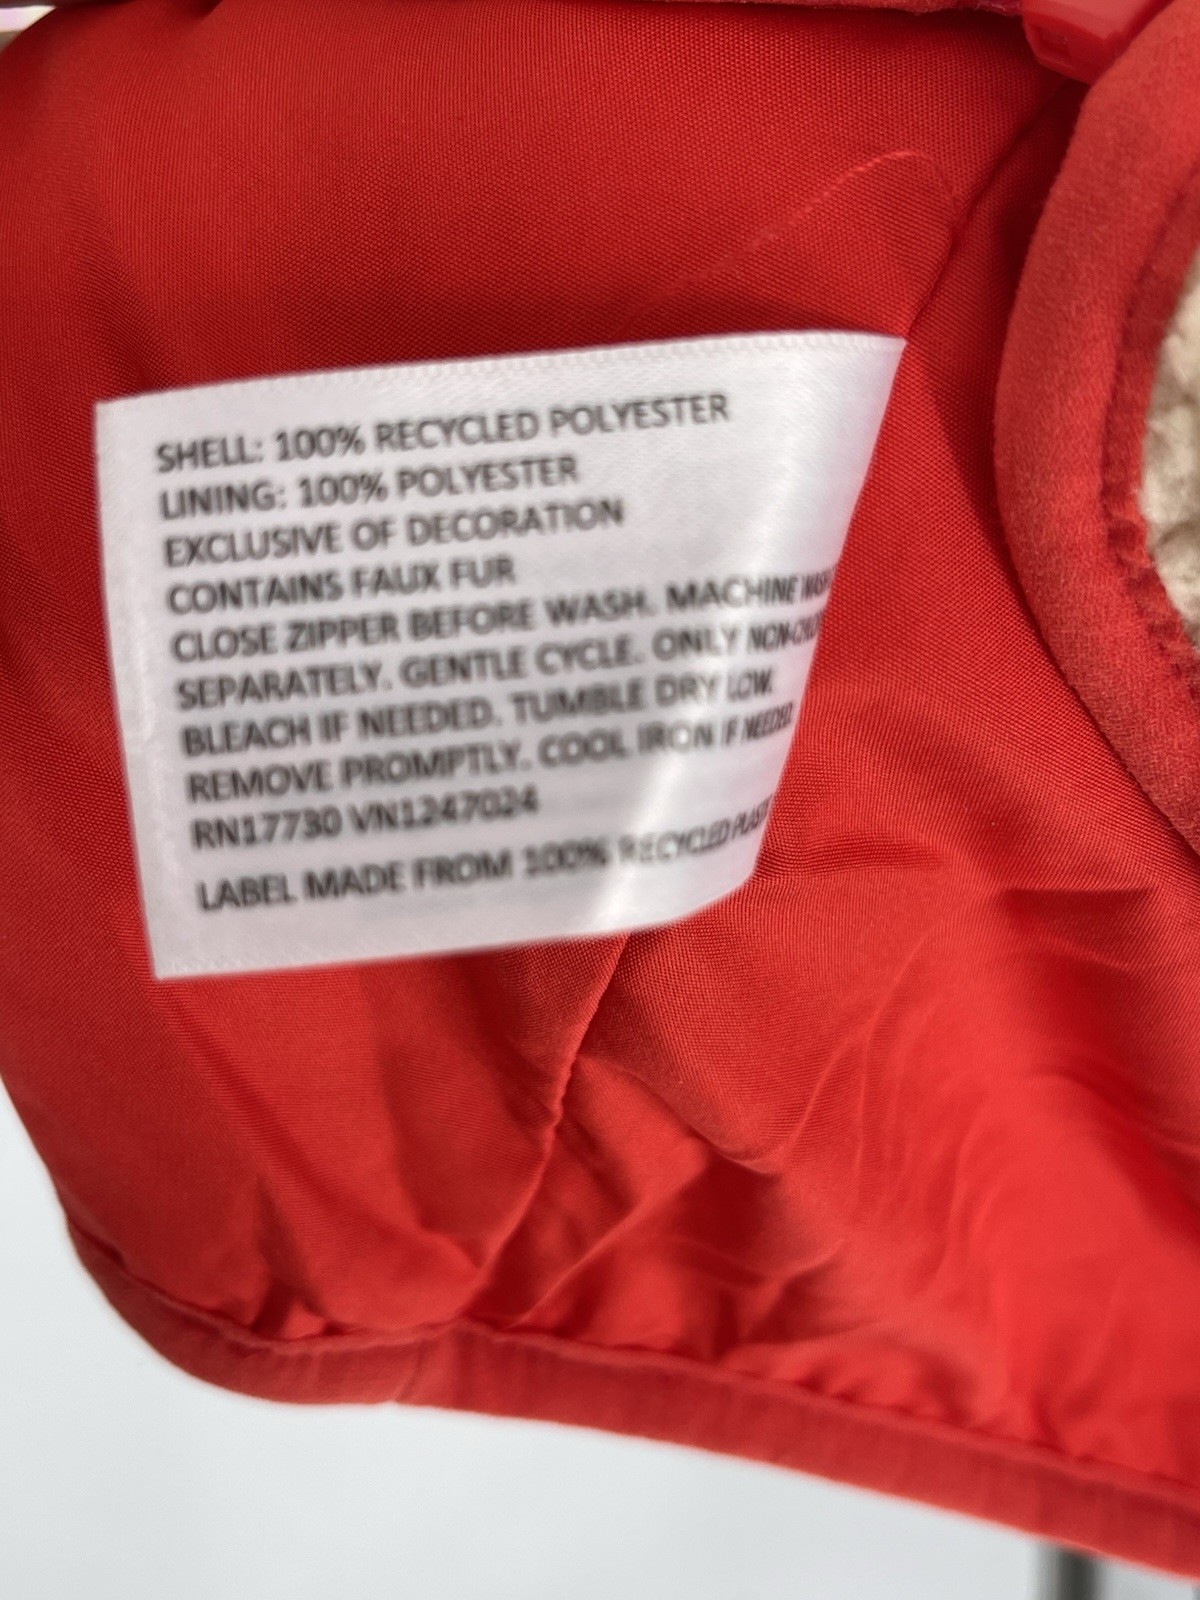 SHELL: 100% RECYCLED POLYESTER
LINING: 100% POLYESTER
EXCLUSIVE OF DECORATION
CONTAINS FAUX FUR
CLOSE ZIPPER BEFORE WASH. MACHINE WASH
SEPARATELY. GENTLE CYCLE. ONLY
BLEACH IF NEEDED. TUMBLE DRY LOW.
REMOVE PROMPTLY. COOL IRON IF NEEDED.
RN17730 VN1247024
LABEL MADE FROM 100% RECYCLED